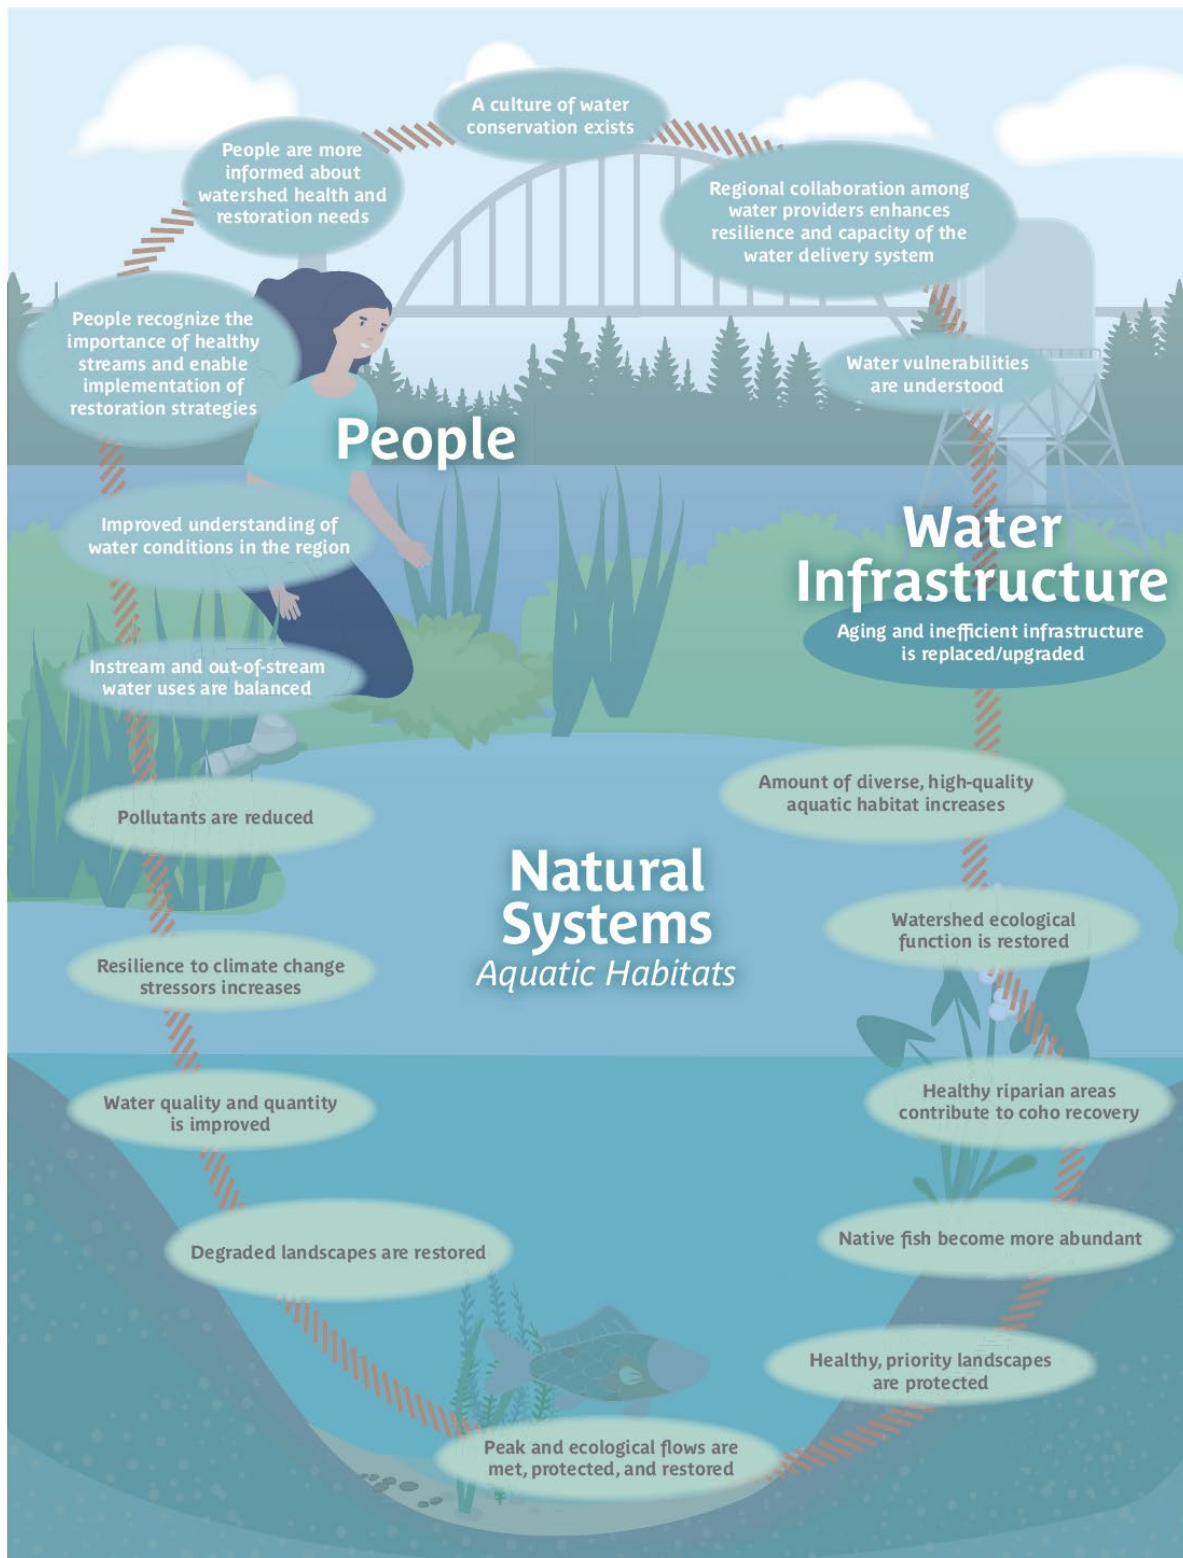 A culture of water
conservation exists
People are more
informed about
watershed health and
restoration needs
Regional collaboration among
water providers enhances
resilience and capacity of the
water delivery system
People recognize the
importance of healthy
streams and enable
implementation of
restoration strategies
Water vulnerabilities
are understood
People
Improved understanding of
water conditions in the region
Water
Infrastructure
Aging and inefficient infrastructure
is replaced/upgraded
Instream and out-of-stream
water uses are balanced
Amount of diverse, high-quality
aquatic habitat increases
Pollutants are reduced
Natural
Systems
Aquatic Habitats
Watershed ecological
function is restored
Resilience to climate change
stressors increases
Water quality and quantity
is improved
Healthy riparian areas
contribute to coho recovery
Degraded landscapes are restored
Native fish become more abundant
Healthy, priority landscapes
are protected
Peak and ecological flows are
met, protected, and restored